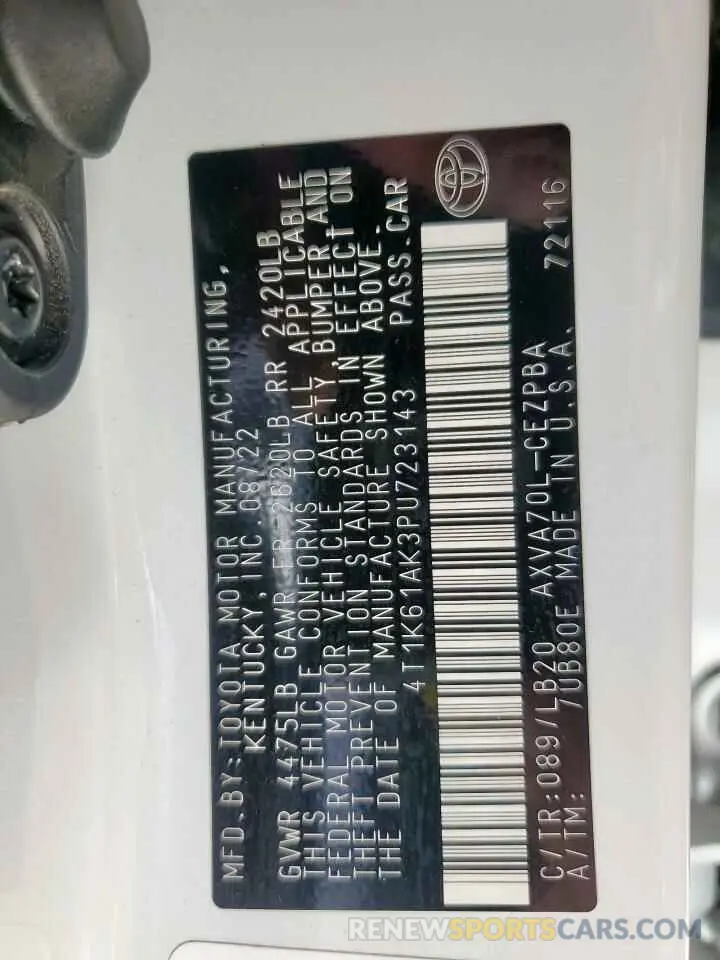 MFD. BY: TOYOTA MOTOR MANUFACTURING,
KENTUCKY, INC. 08/22
GVWR 4475LB GAWR FR 2620LB RR 2420LB
THIS VEHICLE CONFORMS TO ALL APPLICABLE
FEDERAL MOTOR VEHICLE SAFETY, BUMPER AND
THEFT PREVENTION STANDARDS IN EFFECT ON
THE DATE OF MANUFACTURE SHOWN ABOVE.
4T1K61AK3PU723143 PASS.CAR
C/TR:089/LB20 AXVA70L-CEZPBA 72116
A/TM: /UB80E MADE IN U.S.A.
RENEWSPORTSCARS.COM